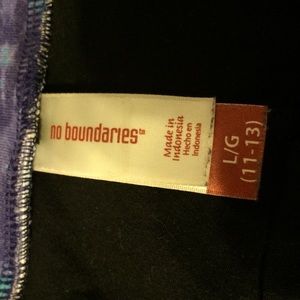 no boundaries™
Made in
Indonesia
Hecho en
Indonesia
L/G
(11-13)